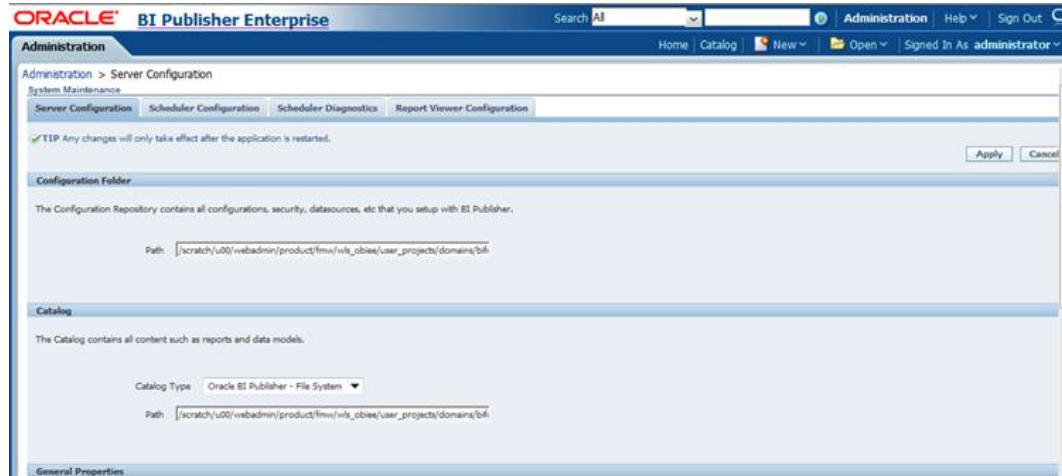 ORACLE' BI Publisher Enterprise Search All Administration Help Sign Out
Administration Home Catalog New Open Signed In As administrator
Administration > Server Configuration
System Maintenance
Server Configuration Scheduler Configuration Scheduler Diagnostics Report Viewer Configuration
TIP Any changes will only take effect after the application is restarted.
Apply Cancel
Configuration Folder
The Configuration Repository contains all configurations, security, datasources, etc that you setup with BI Publisher.
Path /scratch/u00/webadmin/product/fmw/wls_obiee/user_projects/domains/bifi
Catalog
The Catalog contains all content such as reports and data models.
Catalog Type Oracle BI Publisher - File System
Path /scratch/u00/webadmin/product/fmw/wls_obiee/user_projects/domains/bifi
General Properties